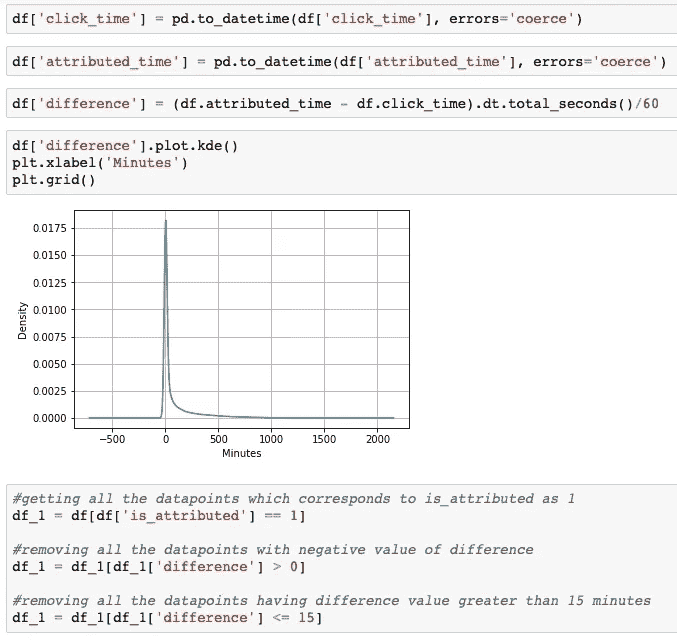 df['click_time'] = pd.to_datetime(df['click_time'], errors='coerce')
df['attributed_time'] = pd.to_datetime(df['attributed_time'], errors='coerce')
df['difference'] = (df.attributed_time - df.click_time).dt.total_seconds()/60
df['difference'].plot.kde()
plt.xlabel('Minutes')
plt.grid()
0.0175
0.0150
0.0125
0.0100
0.0075
0.0050
0.0025
0.0000
Density
−500
0
500
1000
1500
2000
Minutes
#getting all the datapoints which corresponds to is_attributed as 1
df_1 = df[df['is_attributed'] == 1]
#removing all the datapoints with negative value of difference
df_1 = df_1[df_1['difference'] > 0]
#removing all the datapoints having difference value greater than 15 minutes
df_1 = df_1[df_1['difference'] <= 15]